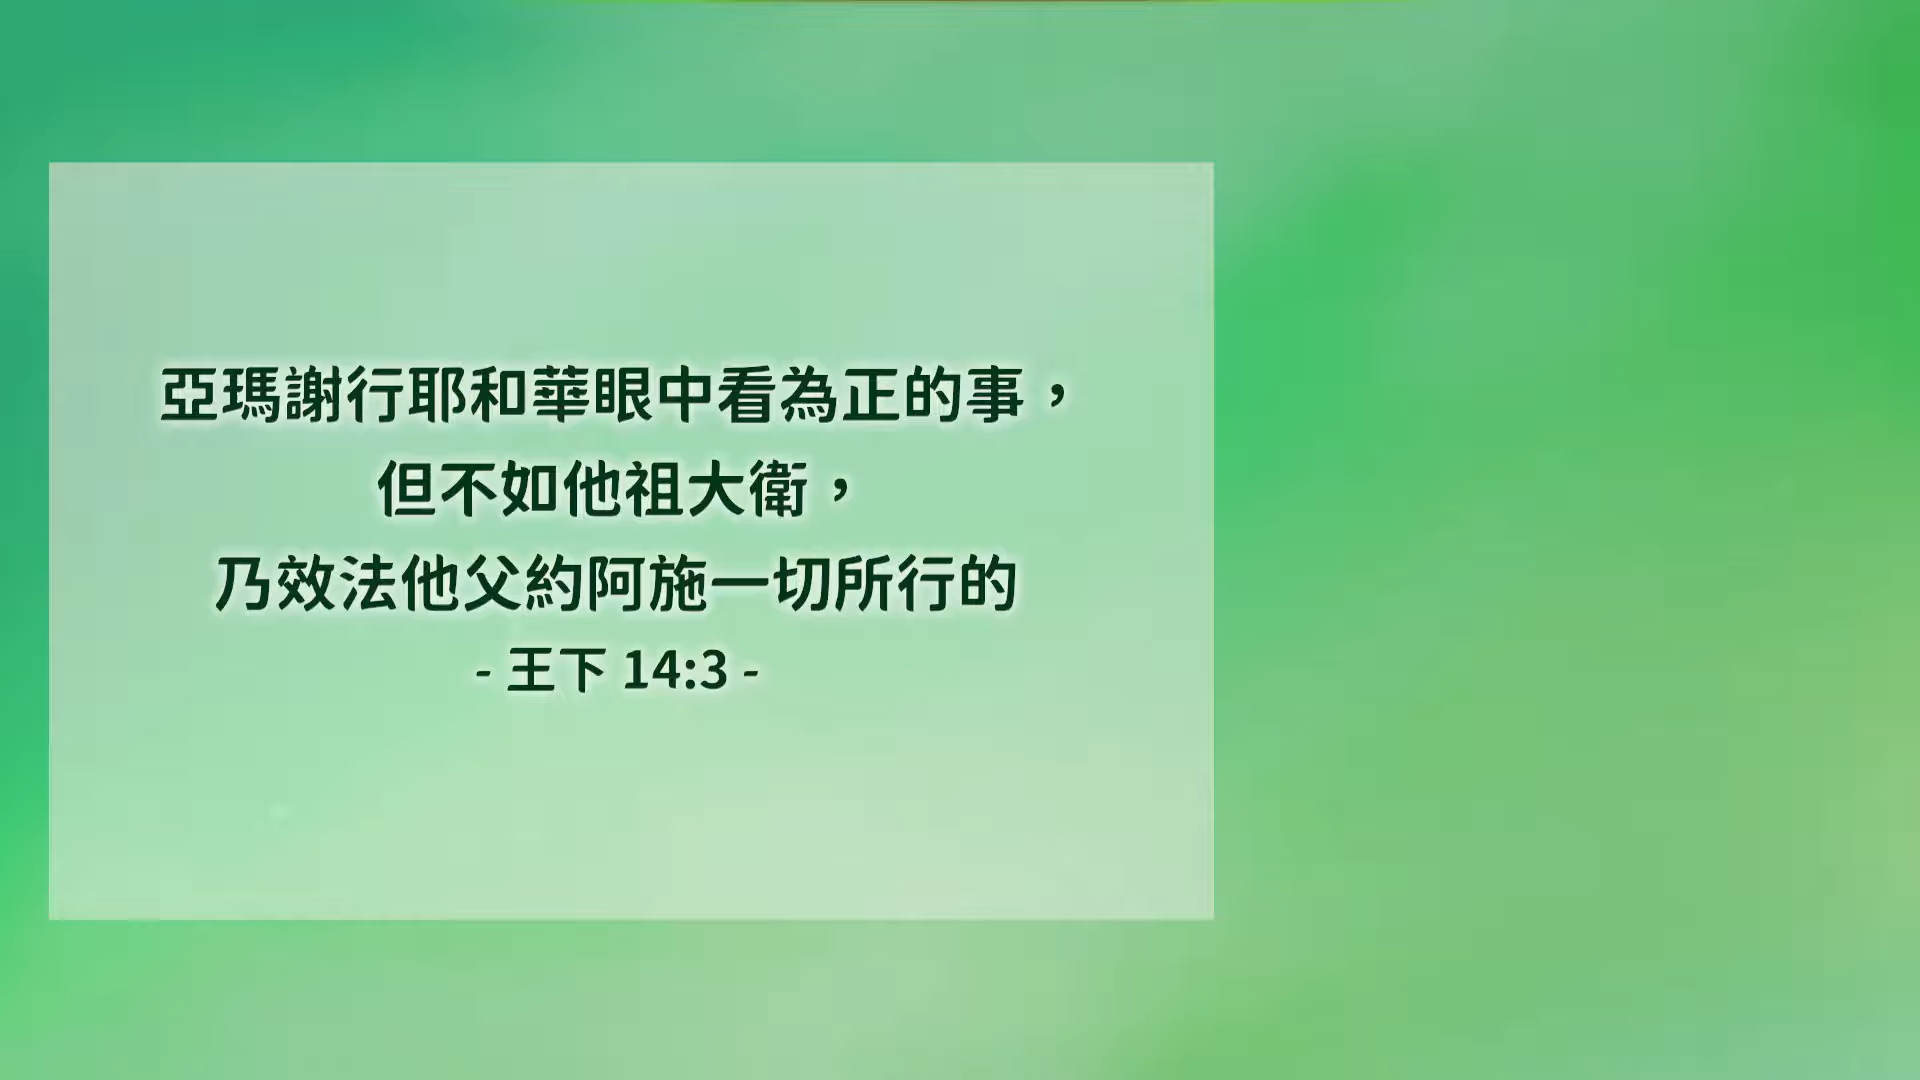 亞瑪謝行耶和華眼中看為正的事，
但不如他祖大衛，
乃效法他父約阿施一切所行的
- 王下 14:3 -